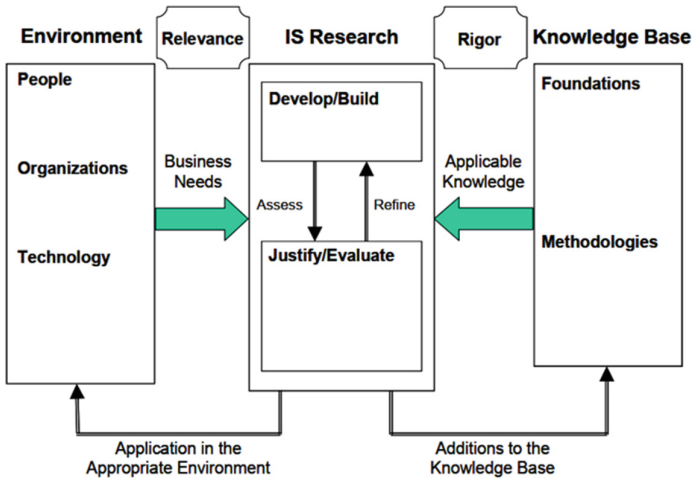 Environment
Relevance
IS Research
Rigor
Knowledge Base
People
Organizations
Technology
Business
Needs
Develop/Build
Assess
Refine
Justify/Evaluate
Applicable
Knowledge
Foundations
Methodologies
Application in the
Appropriate Environment
Additions to the
Knowledge Base